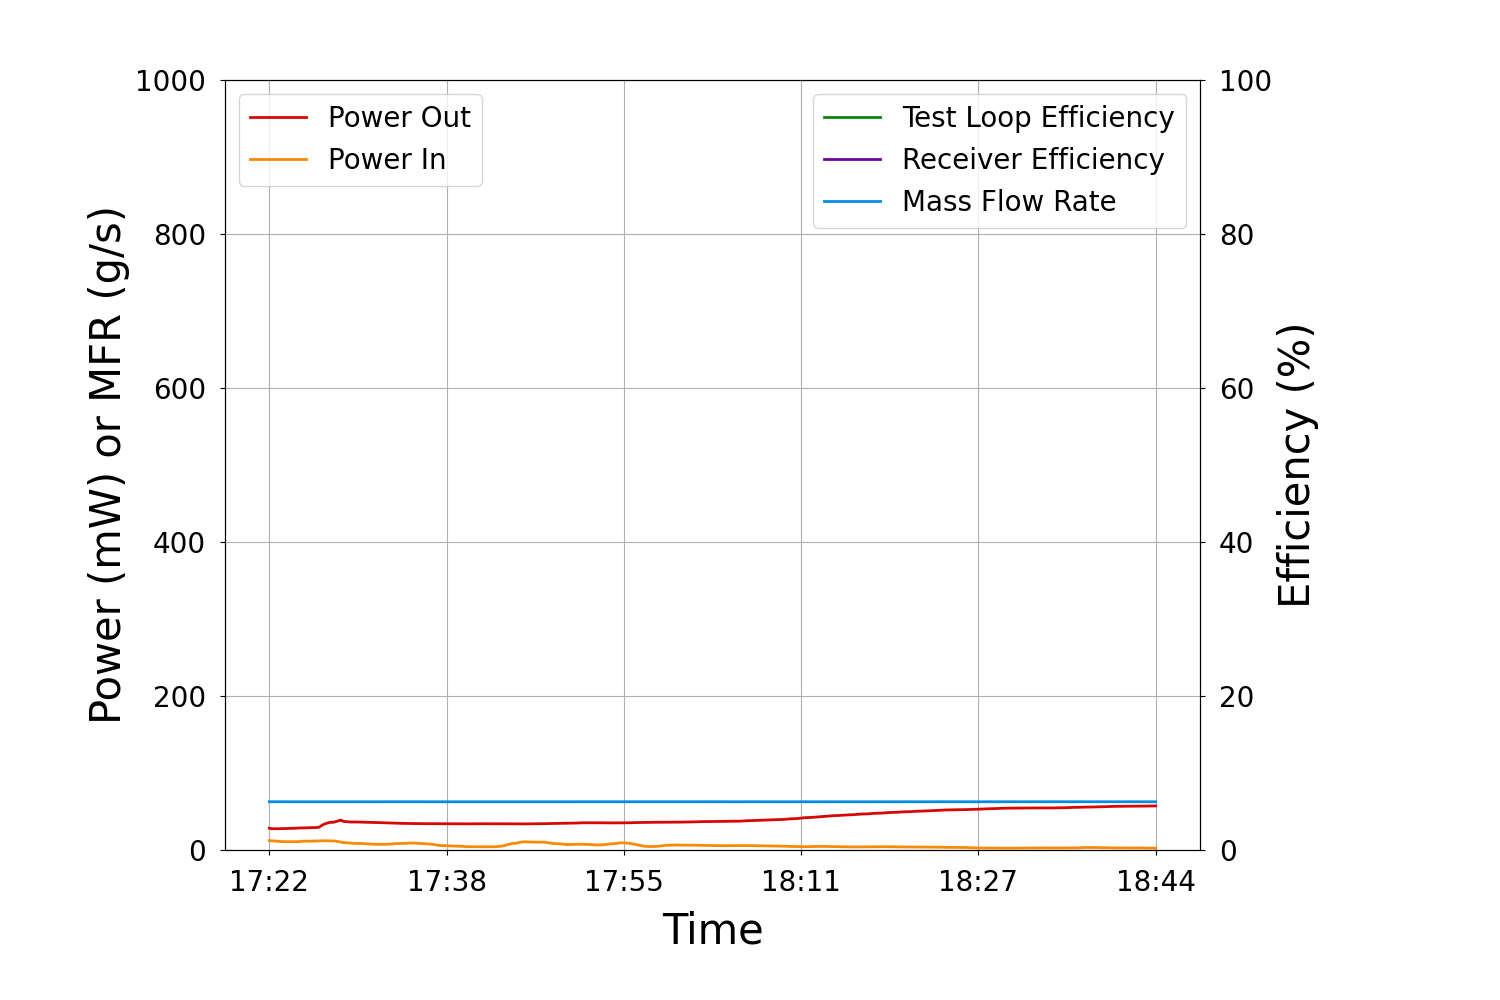 1000
800
600
400
200
0
Power (mW) or MFR (g/s)
Power Out
Power In
Test Loop Efficiency
Receiver Efficiency
Mass Flow Rate
100
80
60
40
20
0
Efficiency (%)
17:22 17:38 17:55 18:11 18:27 18:44
Time